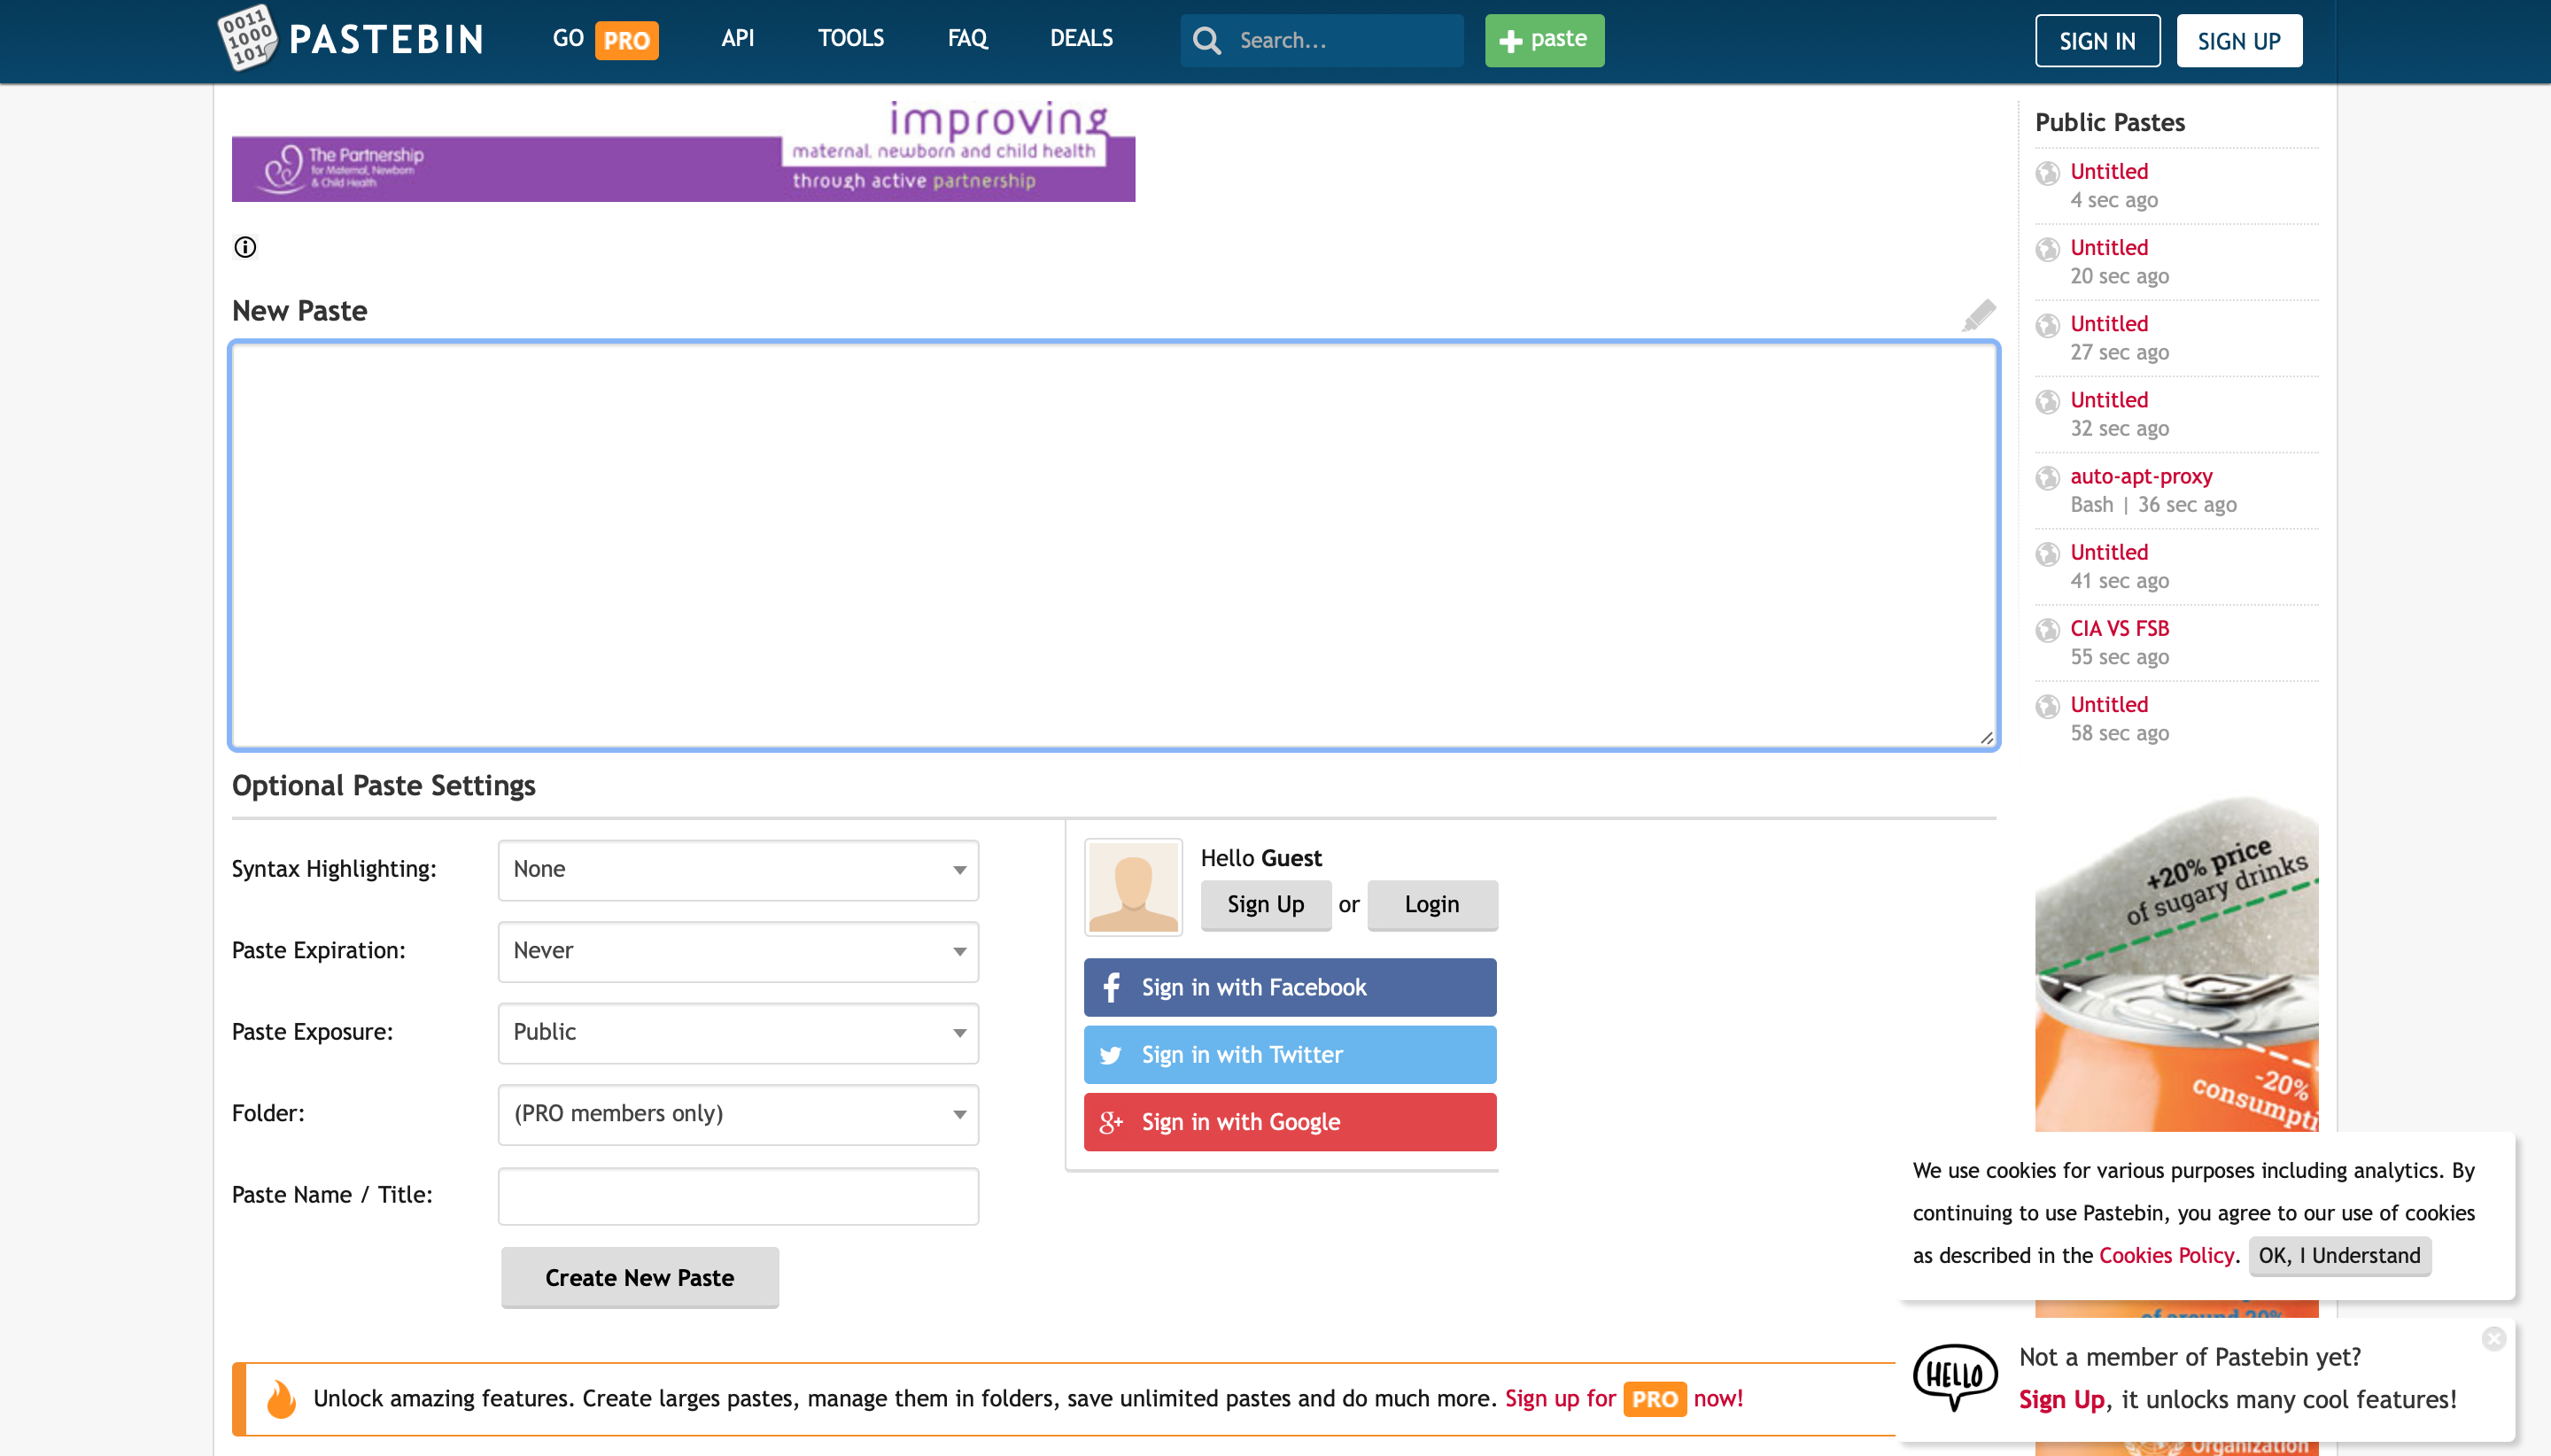 0011
1000
101
PASTEBIN
GO PRO
API
TOOLS
FAQ
DEALS
Search...
paste
SIGN IN
SIGN UP
improving
maternal, newborn and child health
through active partnership
The Partnership
for Maternal, Newborn
& Child Health
New Paste
Optional Paste Settings
Syntax Highlighting:
None
Paste Expiration:
Never
Paste Exposure:
Public
Folder:
(PRO members only)
Paste Name / Title:
Create New Paste
Hello Guest
Sign Up or Login
Sign in with Facebook
Sign in with Twitter
Sign in with Google
Unlock amazing features. Create larges pastes, manage them in folders, save unlimited pastes and do much more. Sign up for PRO now!
Public Pastes
Untitled
4 sec ago
Untitled
20 sec ago
Untitled
27 sec ago
Untitled
32 sec ago
auto-apt-proxy
Bash | 36 sec ago
Untitled
41 sec ago
CIA VS FSB
55 sec ago
Untitled
58 sec ago
+20% price
of sugary drinks
-20%
consumpti
We use cookies for various purposes including analytics. By
continuing to use Pastebin, you agree to our use of cookies
as described in the Cookies Policy. OK, I Understand
of around 20%
HELLO
Not a member of Pastebin yet?
Sign Up, it unlocks many cool features!
Organization